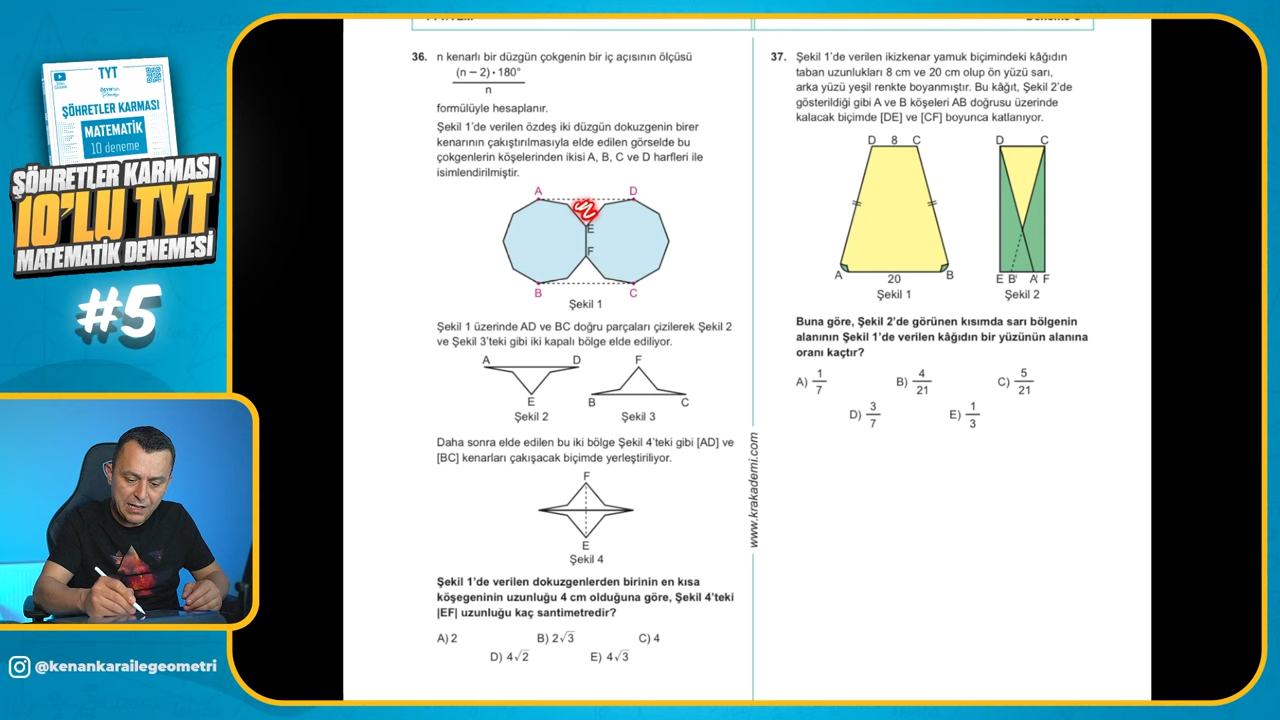 TYT
ŞÖHRETLER KARMASI
MATEMATİK
10 deneme
ŞÖHRETLER KARMASI
10'LU TYT
MATEMATİK DENEMESİ
#5
@kenankarailegeometri
36. n kenarlı bir düzgün çokgenin bir iç açısının ölçüsü
(n – 2) • 180°
n
formülüyle hesaplanır.
Şekil 1'de verilen özdeş iki düzgün dokuzgenin birer
kenarının çakıştırılmasıyla elde edilen görselde bu
çokgenlerin köşelerinden ikisi A, B, C ve D harfleri ile
isimlendirilmiştir.
A D
E
F
B C
Şekil 1
Şekil 1 üzerinde AD ve BC doğru parçaları çizilerek Şekil 2
ve Şekil 3'teki gibi iki kapalı bölge elde ediliyor.
A D F
E B C
Şekil 2 Şekil 3
Daha sonra elde edilen bu iki bölge Şekil 4'teki gibi [AD] ve
[BC] kenarları çakışacak biçimde yerleştiriliyor.
F
E
Şekil 4
Şekil 1'de verilen dokuzgenlerden birinin en kısa
köşegeninin uzunluğu 4 cm olduğuna göre, Şekil 4'teki
|EF| uzunluğu kaç santimetredir?
A) 2 B) 2√3 C) 4
D) 4√2 E) 4√3
www.krakademi.com
37. Şekil 1'de verilen ikizkenar yamuk biçimindeki kâğıdın
taban uzunlukları 8 cm ve 20 cm olup ön yüzü sarı,
arka yüzü yeşil renkte boyanmıştır. Bu kâğıt, Şekil 2'de
gösterildiği gibi A ve B köşeleri AB doğrusu üzerinde
kalacak biçimde [DE] ve [CF] boyunca katlanıyor.
D 8 C D C
A 20 B E B' A' F
Şekil 1 Şekil 2
Buna göre, Şekil 2'de görünen kısımda sarı bölgenin
alanının Şekil 1'de verilen kâğıdın bir yüzünün alanına
oranı kaçtır?
A) 1/7 B) 4/21 C) 5/21
D) 3/7 E) 1/3